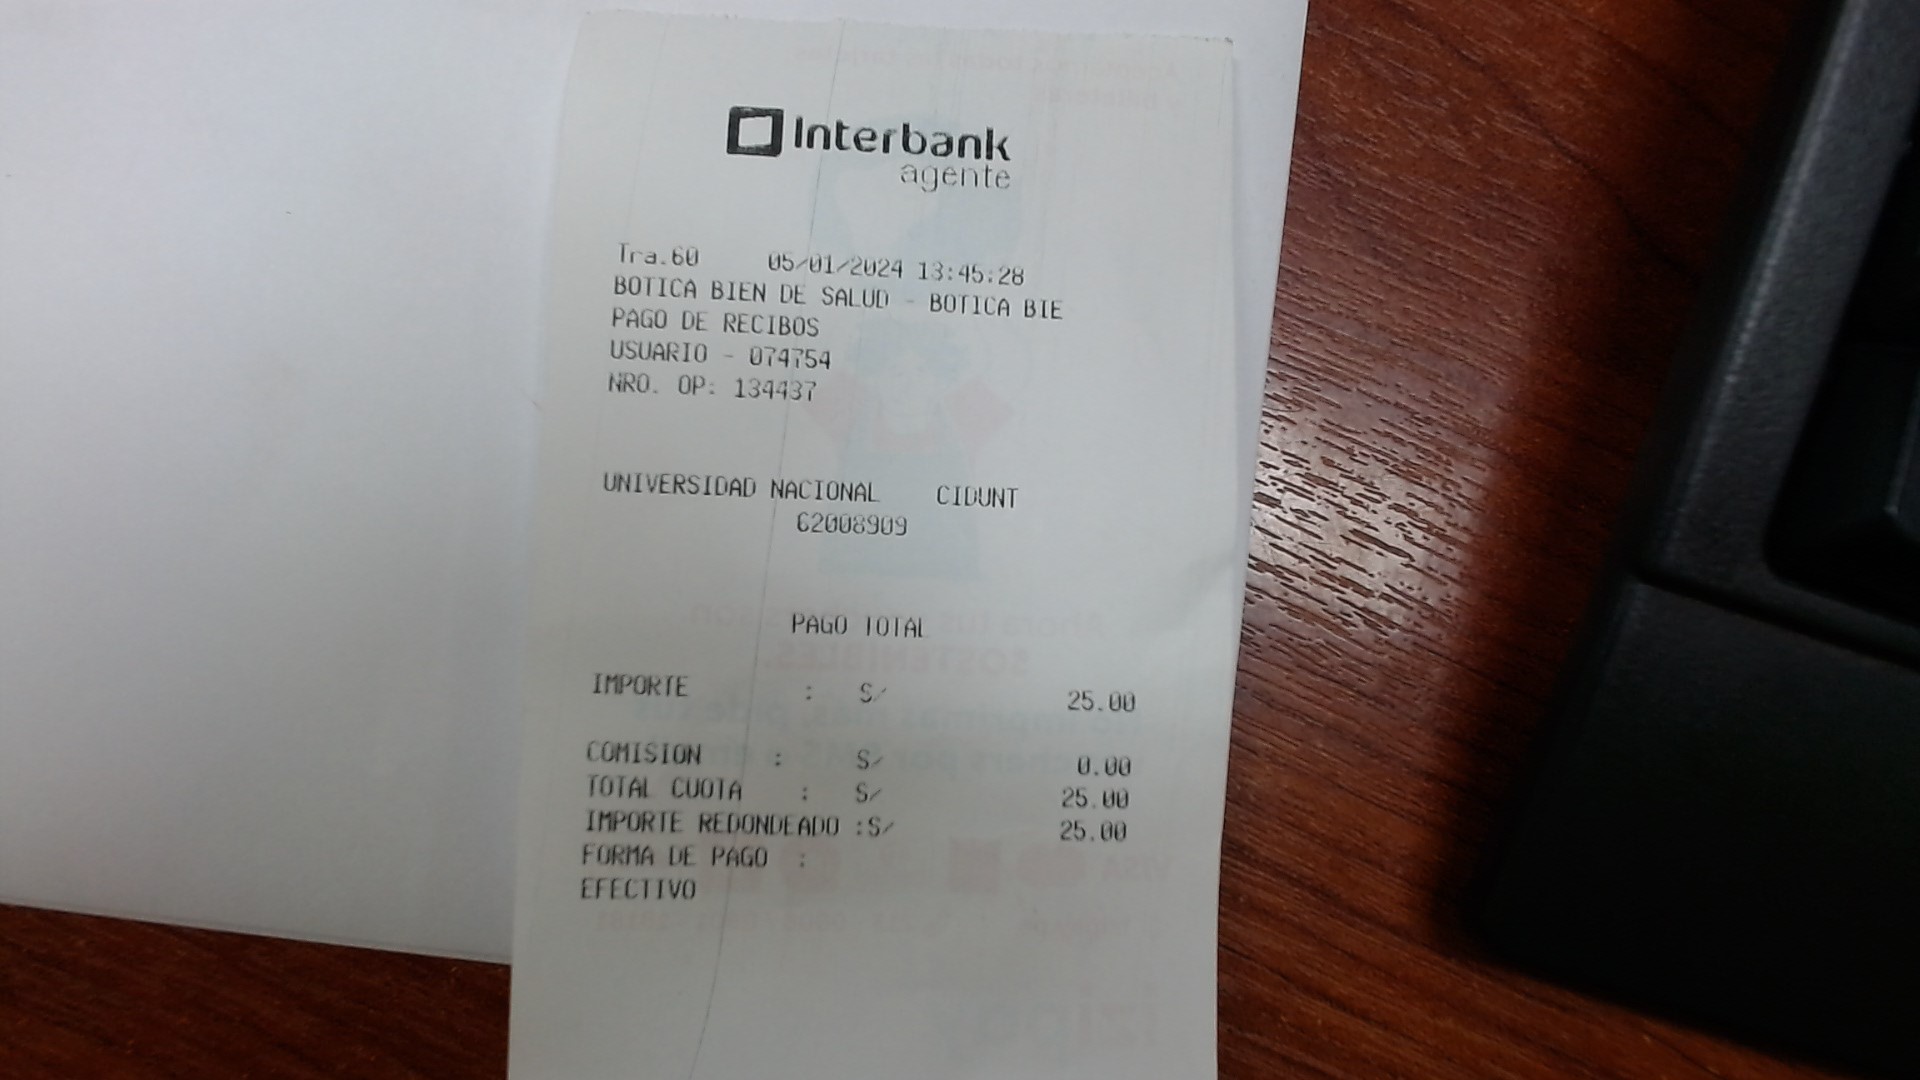 Interbank
agente
Tra.60 05/01/2024 13:45:28
BOTICA BIEN DE SALUD - BOTICA BIE
PAGO DE RECIBOS
USUARIO - 074754
NRO. OP: 134437
UNIVERSIDAD NACIONAL CIDUNT
62008909
PAGO TOTAL
IMPORTE : S/ 25.00
COMISION : S/ 0.00
TOTAL CUOTA : S/ 25.00
IMPORTE REDONDEADO :S/ 25.00
FORMA DE PAGO :
EFECTIVO